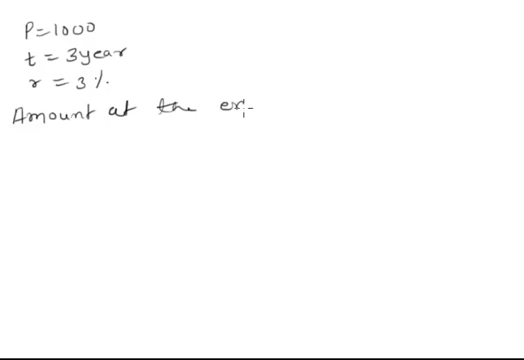 P=1000
t = 3year
r = 3%.
Amount at the